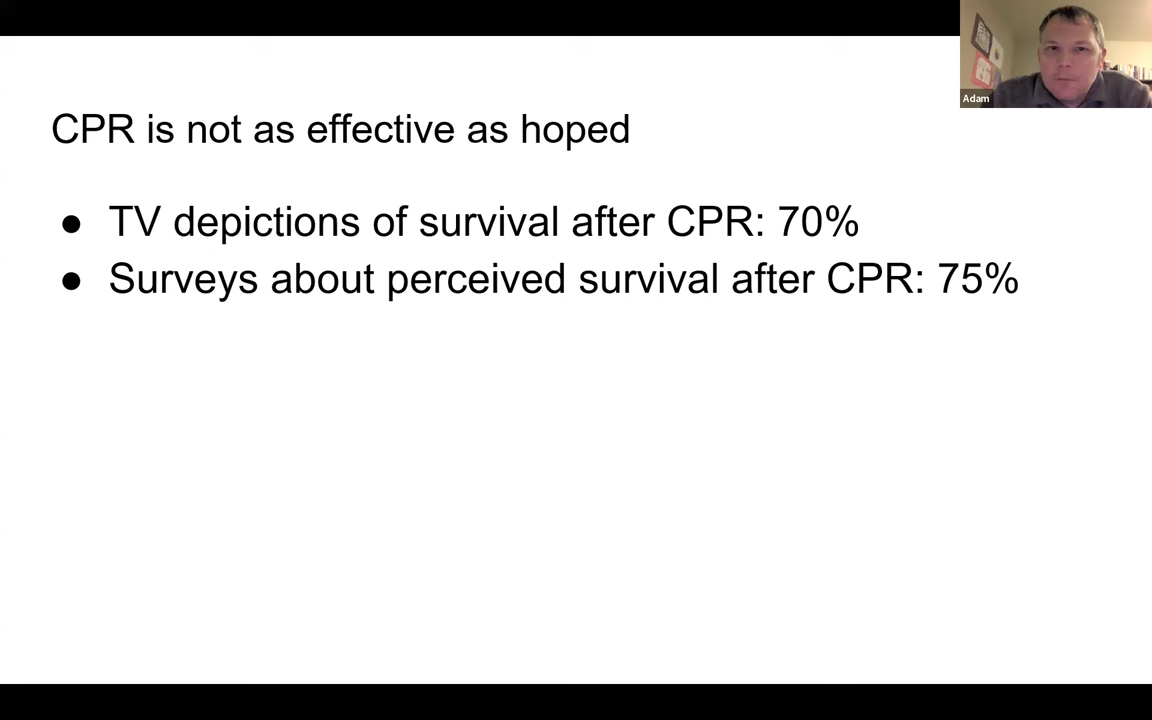 Adam
CPR is not as effective as hoped
● TV depictions of survival after CPR: 70%
● Surveys about perceived survival after CPR: 75%